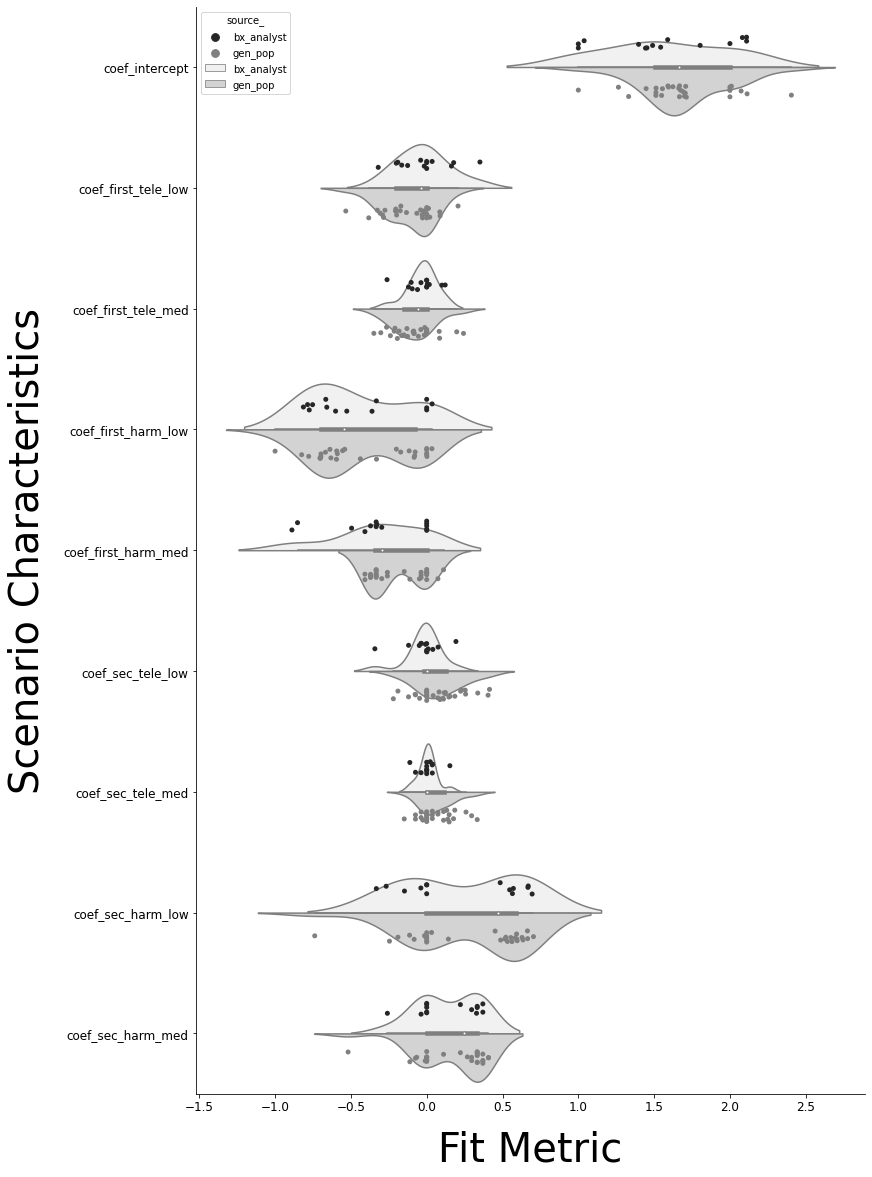 source_
bx_analyst
gen_pop
bx_analyst
gen_pop
coef_intercept
coef_first_tele_low
coef_first_tele_med
coef_first_harm_low
coef_first_harm_med
coef_sec_tele_low
coef_sec_tele_med
coef_sec_harm_low
coef_sec_harm_med
Scenario Characteristics
−1.5 −1.0 −0.5 0.0 0.5 1.0 1.5 2.0 2.5
Fit Metric